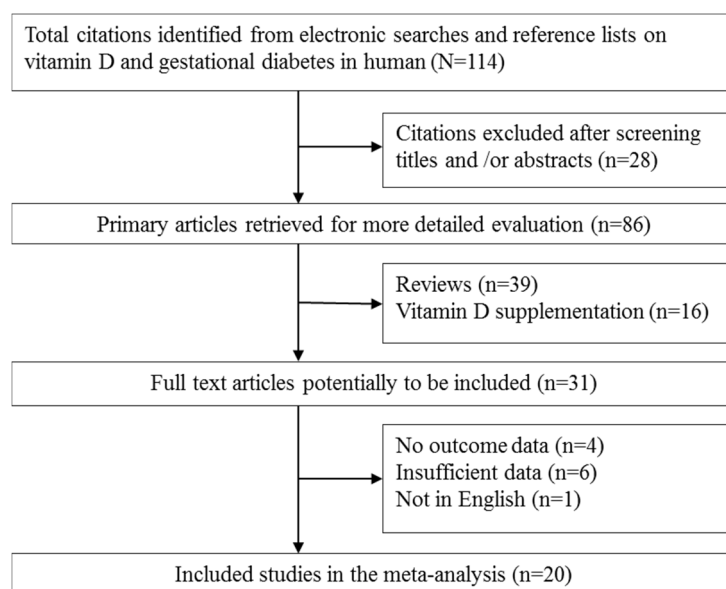 Total citations identified from electronic searches and reference lists on
vitamin D and gestational diabetes in human (N=114)
Citations excluded after screening
titles and /or abstracts (n=28)
Primary articles retrieved for more detailed evaluation (n=86)
Reviews (n=39)
Vitamin D supplementation (n=16)
Full text articles potentially to be included (n=31)
No outcome data (n=4)
Insufficient data (n=6)
Not in English (n=1)
Included studies in the meta-analysis (n=20)